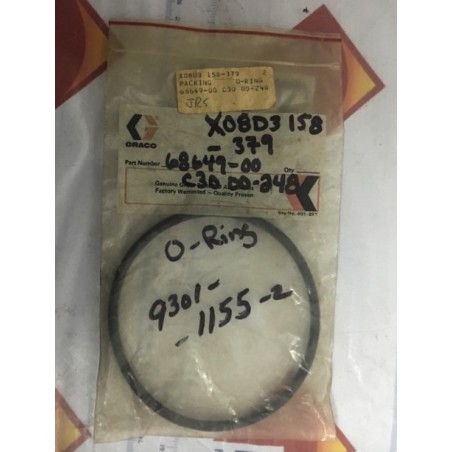 X08D3 158-379 J
PACKING O-RING
68649-00 C30 00-248
JRS
GRACO
X08D3 158
- 379
Part Number 68649-00 Qty.
C30 00-248
Genuine
Factory Warranted – Quality Proven
O-Ring
9301-
-1155-2